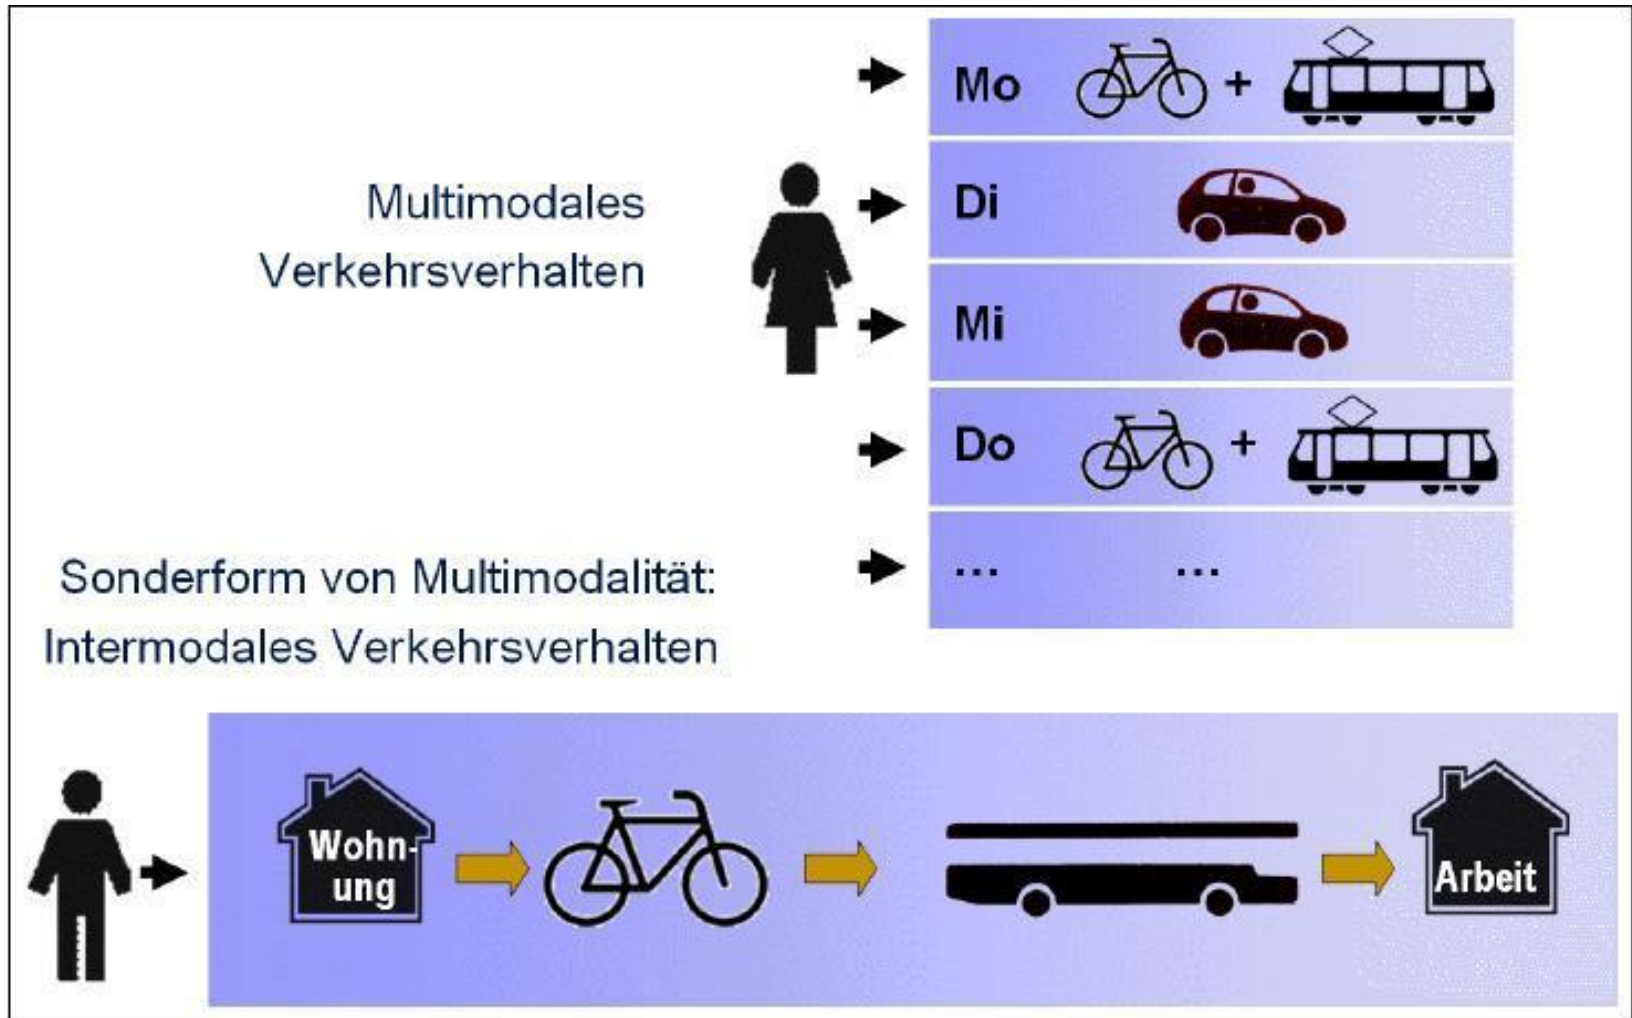 Multimodales
Verkehrsverhalten
Mo +
Di
Mi
Do +
... ...
Sonderform von Multimodalität:
Intermodales Verkehrsverhalten
Wohn-
ung
Arbeit